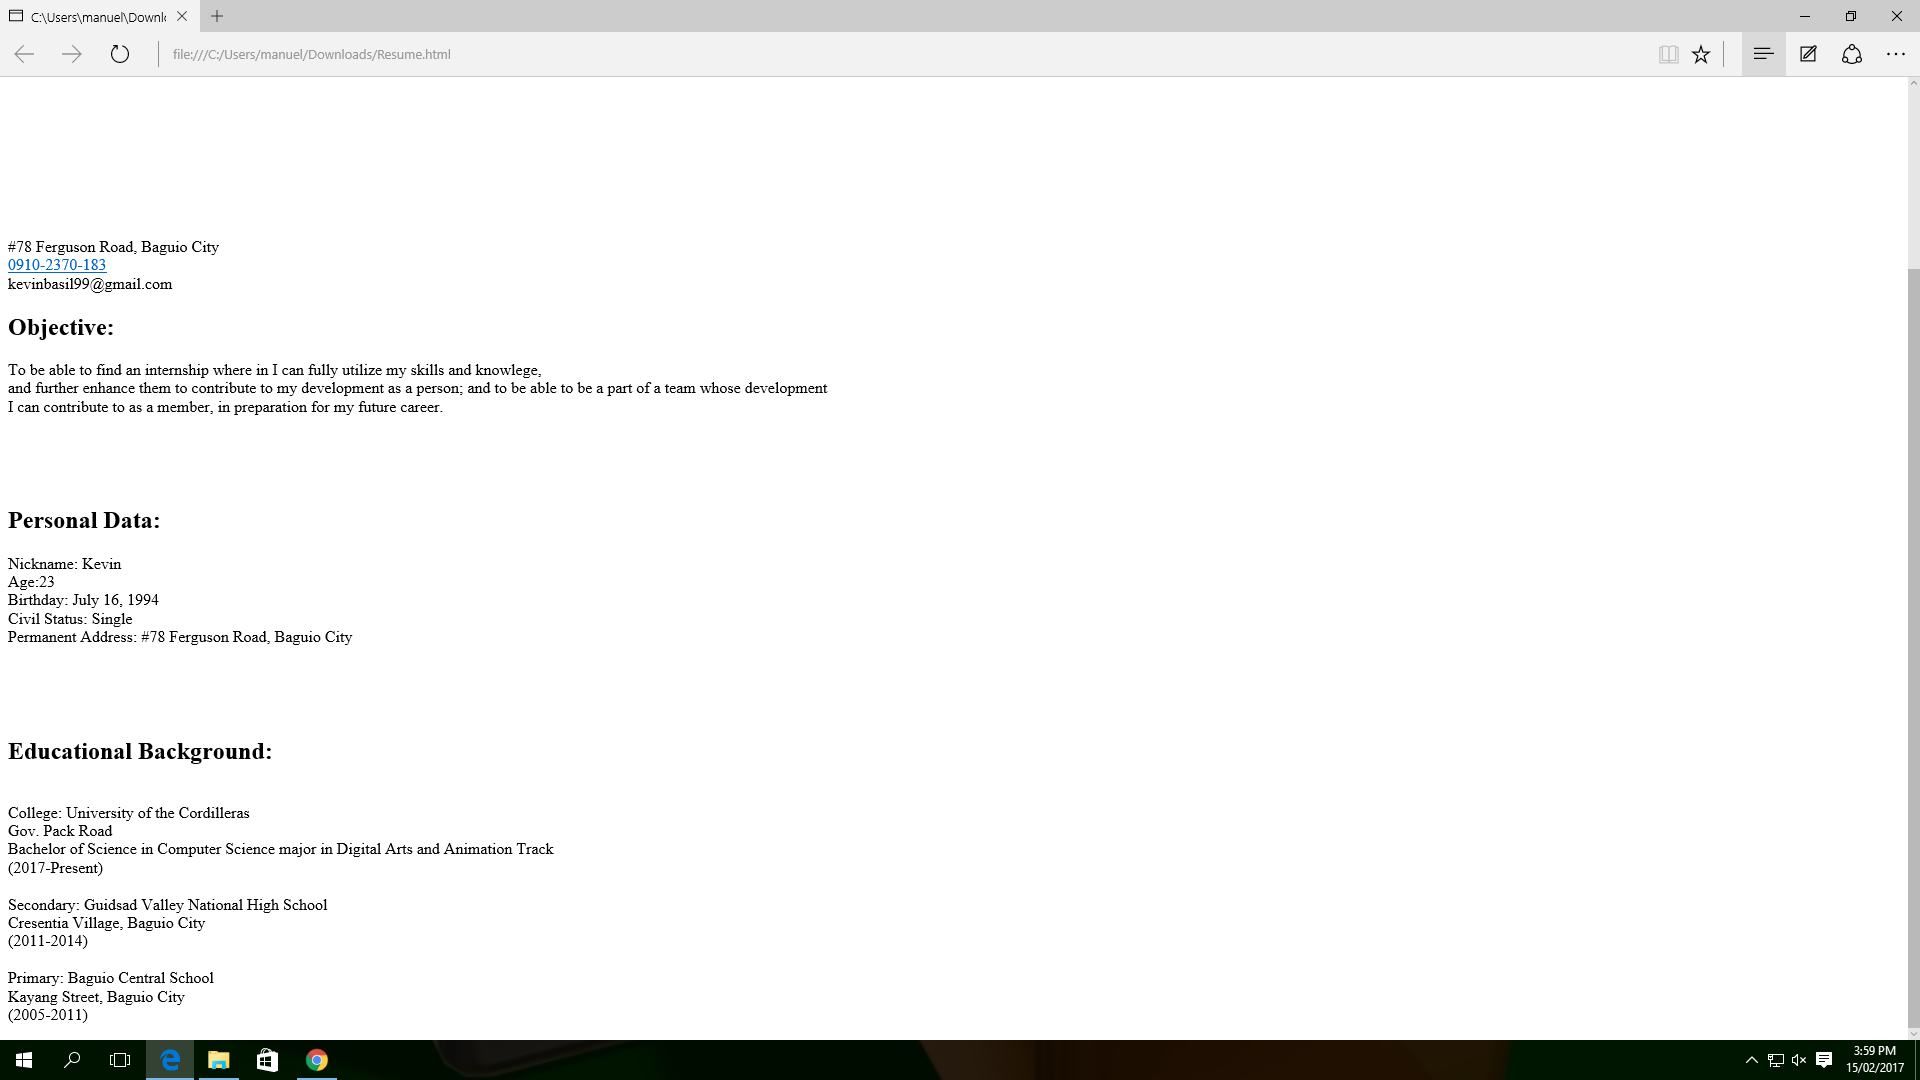 C:\Users\manuel\Downl
file:///C:/Users/manuel/Downloads/Resume.html
#78 Ferguson Road, Baguio City
0910-2370-183
kevinbasil99@gmail.com
Objective:
To be able to find an internship where in I can fully utilize my skills and knowlege,
and further enhance them to contribute to my development as a person; and to be able to be a part of a team whose development
I can contribute to as a member, in preparation for my future career.
Personal Data:
Nickname: Kevin
Age:23
Birthday: July 16, 1994
Civil Status: Single
Permanent Address: #78 Ferguson Road, Baguio City
Educational Background:
College: University of the Cordilleras
Gov. Pack Road
Bachelor of Science in Computer Science major in Digital Arts and Animation Track
(2017-Present)
Secondary: Guidsad Valley National High School
Cresentia Village, Baguio City
(2011-2014)
Primary: Baguio Central School
Kayang Street, Baguio City
(2005-2011)
3:59 PM
15/02/2017